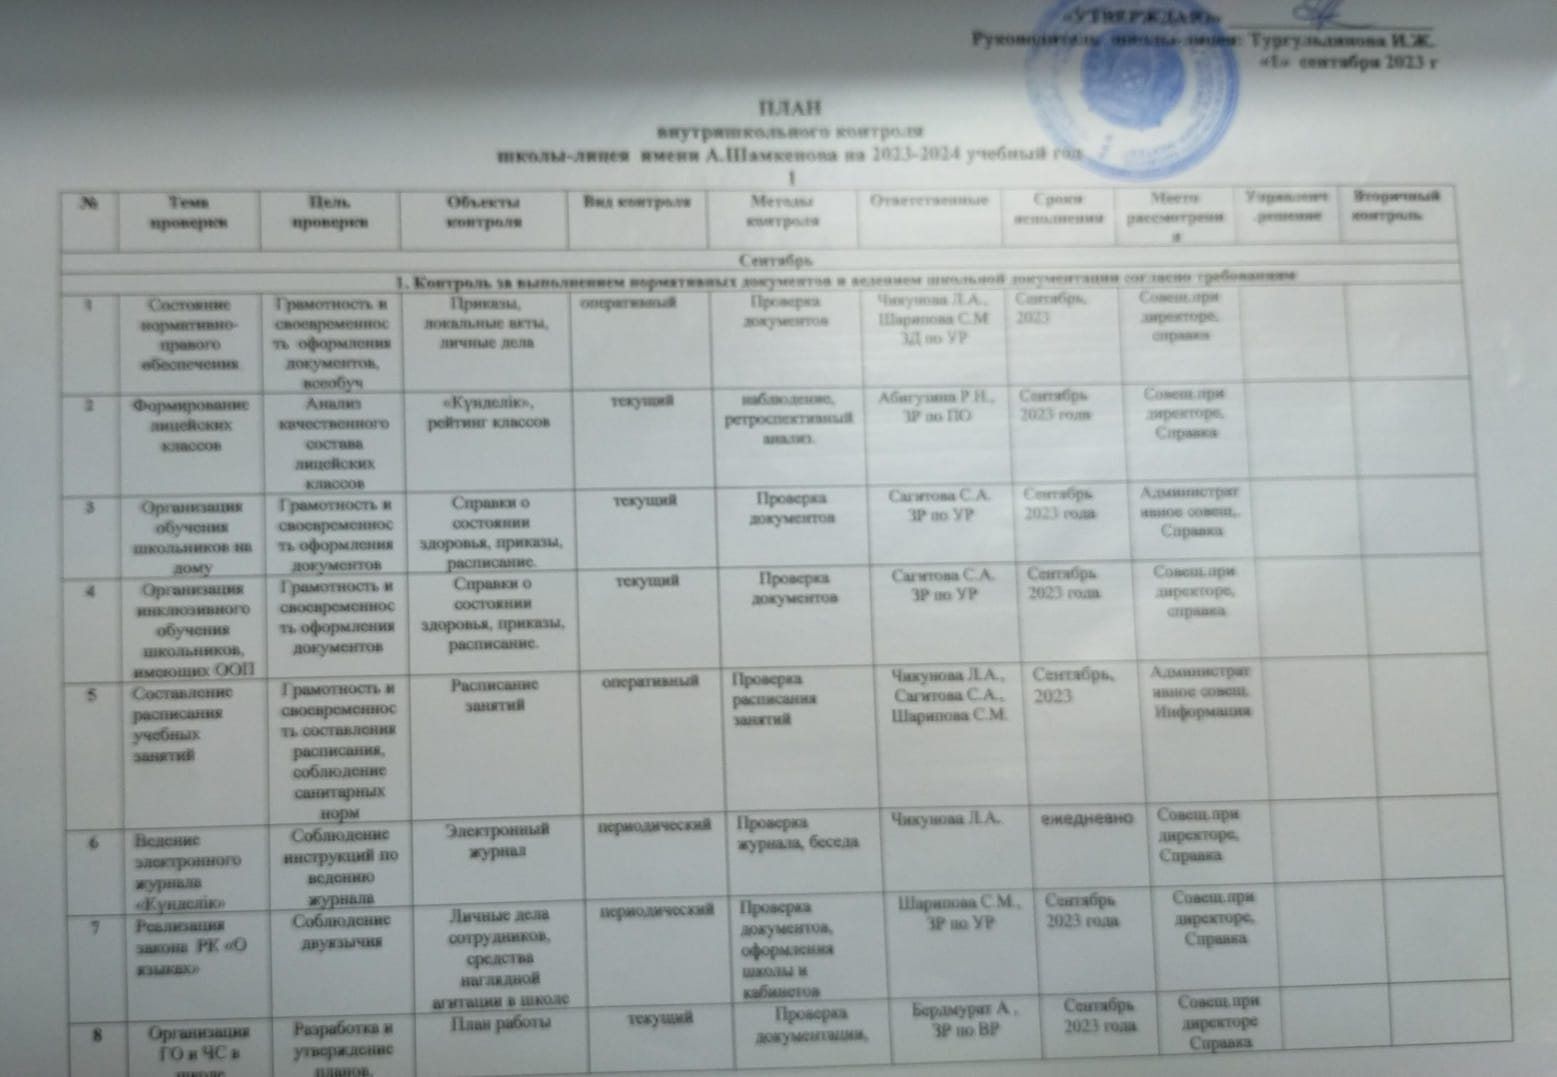 «УТВЕРЖДАЮ»
Руководитель школы-лицея: Тургульдинова И.Ж.
«1» сентября 2023 г
ПЛАН
внутришкольного контроля
школы-лицея имени А.Шамкенова на 2023-2024 учебный год
1
№ Тема проверки Цель проверки Объекты контроля Вид контроля Методы контроля Ответственные Сроки исполнения Место рассмотрения Управленч .решение Вторичный контроль
Сентябрь
1. Контроль за выполнением нормативных документов и ведением школьной документации согласно требованиям
1 Состояние нормативно-правого обеспечения Грамотность и своевременность оформления документов, всеобуч Приказы, локальные акты, личные дела оперативный Проверка документов Чикунова Л.А., Шарипова С.М ЗД по УР Сентябрь, 2023 Совещ.при директоре, справка
2 Формирование лицейских классов Анализ качественного состава лицейских классов «Күнделік», рейтинг классов текущий наблюдение, ретроспективный анализ. Абигузина Р.Н., ЗР по ПО Сентябрь 2023 года Совещ.при директоре, Справка
3 Организация обучения школьников на дому Грамотность и своевременность оформления документов Справки о состоянии здоровья, приказы, расписание. текущий Проверка документов Сагитова С.А. ЗР по УР Сентябрь 2023 года Административное совещ,. Справка
4 Организация инклюзивного обучения школьников, имеющих ООП Грамотность и своевременность оформления документов Справки о состоянии здоровья, приказы, расписание. текущий Проверка документов Сагитова С.А. ЗР по УР Сентябрь 2023 года Совещ.при директоре, справка
5 Составление расписания учебных занятий Грамотность и своевременность составления расписания, соблюдение санитарных норм Расписание занятий оперативный Проверка расписания занятий Чикунова Л.А., Сагитова С.А., Шарипова С.М. Сентябрь, 2023 Административное совещ. Информация
6 Ведение электронного журнала «Күнделік» Соблюдение инструкций по ведению журнала Электронный журнал периодический Проверка журнала, беседа Чикунова Л.А. ежедневно Совещ.при директоре, Справка
7 Реализация закона РК «О языках» Соблюдение двуязычия Личные дела сотрудников, средства наглядной агитации в школе периодический Проверка документов, оформления школы и кабинетов Шарипова С.М., ЗР по УР Сентябрь 2023 года Совещ.при директоре, Справка
8 Организация ГО и ЧС в школе Разработка и утверждение планов, План работы текущий Проверка документации, Бердмурат А , ЗР по ВР Сентябрь 2023 года Совещ.при директоре Справка